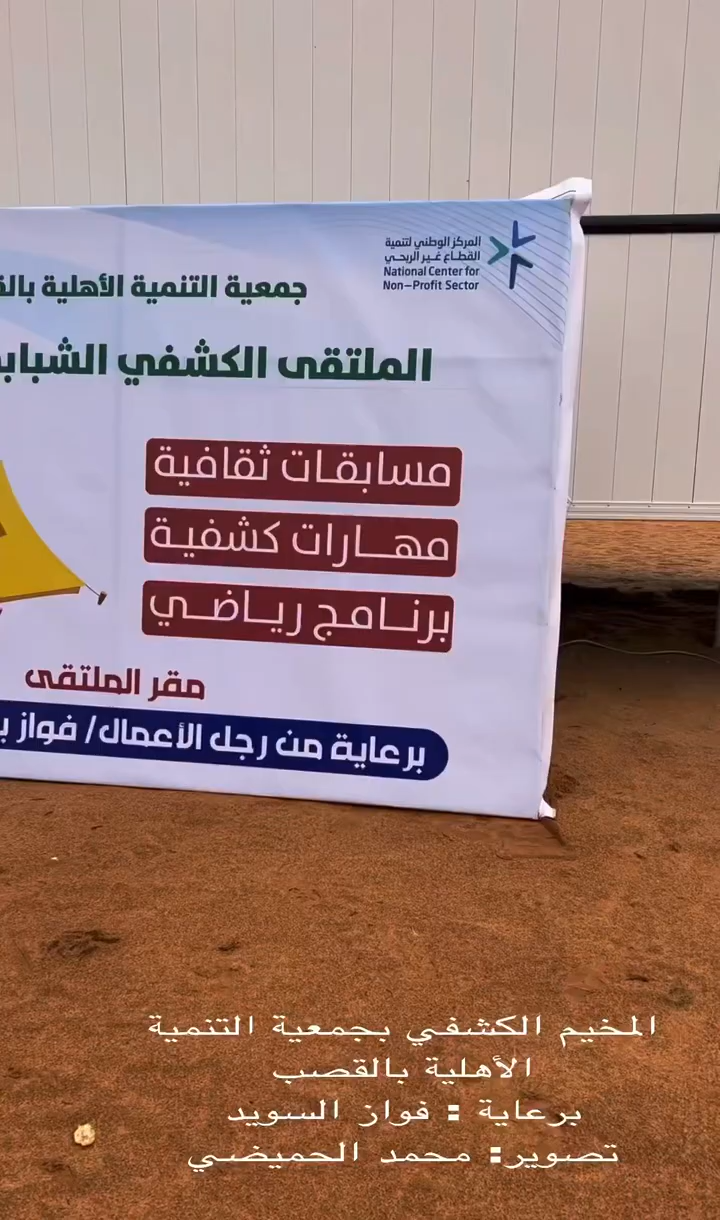 المركز الوطني لتنمية
القطاع غير الربحي
National Center for
Non-Profit Sector
جمعية التنمية الأهلية
الملتقى الكشفي
مسابقات ثقافية
مهارات كشفية
برنامج رياضي
مقر الملتقى
برعاية من رجل الأعمال/ فواز
المخيم الكشفي بجمعية التنمية
الأهلية بالقصب
برعاية : فواز السويد
تصوير: محمد الحميضي